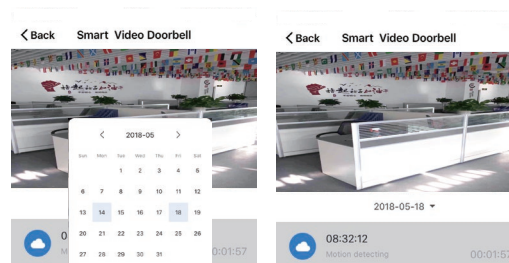 Back Smart Video Doorbell
2018-05
Sun Mon Tue Wed Thu Fri Sat
1 2 3 4 5
6 7 8 9 10 11 12
13 14 15 16 17 18 19
20 21 22 23 24 25 26
27 28 29 30 31
0:01:57
Back Smart Video Doorbell
2018-05-18
08:32:12
Motion detecting
00:01:57